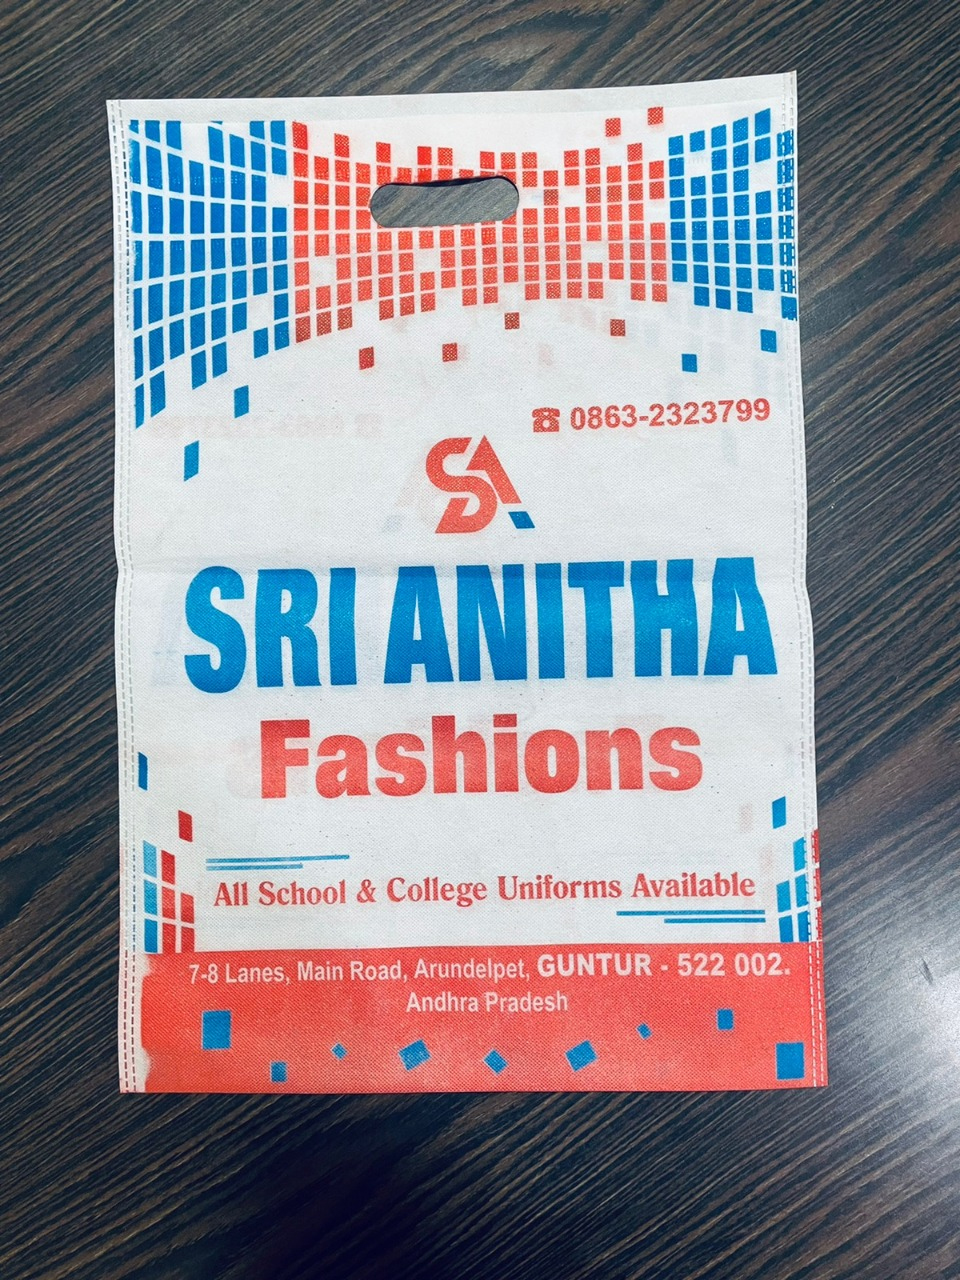 ☎ 0863-2323799
SA
SRI ANITHA
Fashions
All School & College Uniforms Available
7-8 Lanes, Main Road, Arundelpet, GUNTUR - 522 002.
Andhra Pradesh